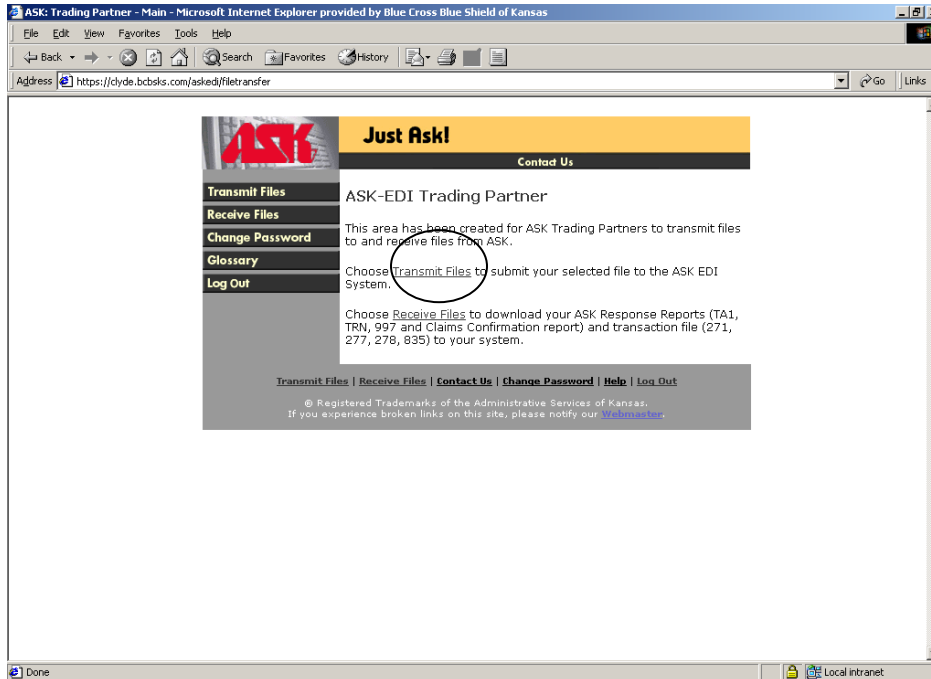 ASK: Trading Partner - Main - Microsoft Internet Explorer provided by Blue Cross Blue Shield of Kansas
File Edit View Favorites Tools Help
Back Search Favorites History
Address https://clyde.bcbsks.com/askedi/filetransfer Go Links
ASK
Just Ask!
Contact Us
Transmit Files
Receive Files
Change Password
Glossary
Log Out
ASK-EDI Trading Partner
This area has been created for ASK Trading Partners to transmit files
to and receive files from ASK.
Choose Transmit Files to submit your selected file to the ASK EDI
System.
Choose Receive Files to download your ASK Response Reports (TA1,
TRN, 997 and Claims Confirmation report) and transaction file (271,
277, 278, 835) to your system.
Transmit Files | Receive Files | Contact Us | Change Password | Help | Log Out
® Registered Trademarks of the Administrative Services of Kansas.
If you experience broken links on this site, please notify our Webmaster.
Done Local intranet